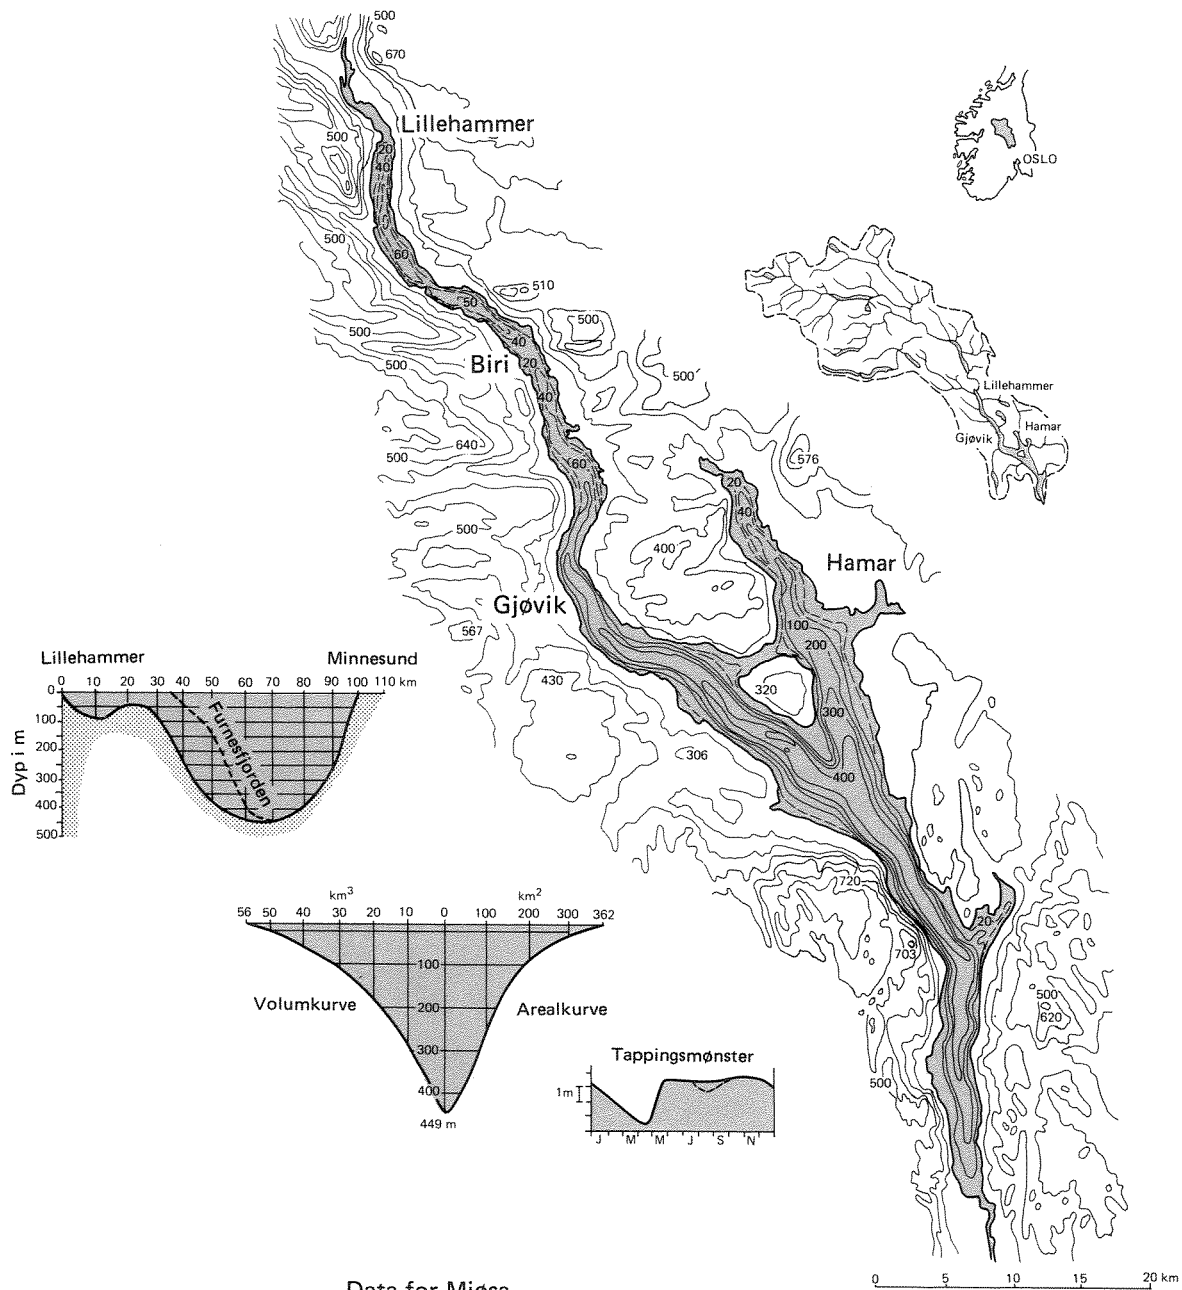 500
670
Lillehammer
500
20
40
OSLO
500
60
510
50
500
500
40
Biri
20
500
500
40
Lillehammer
Hamar
Gjøvik
640
500
60
576
20
40
500
400
Hamar
Gjøvik
567
100
200
Lillehammer
Minnesund
0 10 20 30 40 50 60 70 80 90 100 110 km
0
100
200
300
400
500
Dyp i m
Furnesfjorden
430
320
300
306
400
720
20
703
km³
km²
56 50 40 30 20 10 0 100 200 300 362
100
200
300
400
449 m
Volumkurve
Arealkurve
500
620
500
Tappingsmønster
1m
J M M J S N
Data for Mjøsa
0 5 10 15 20 km